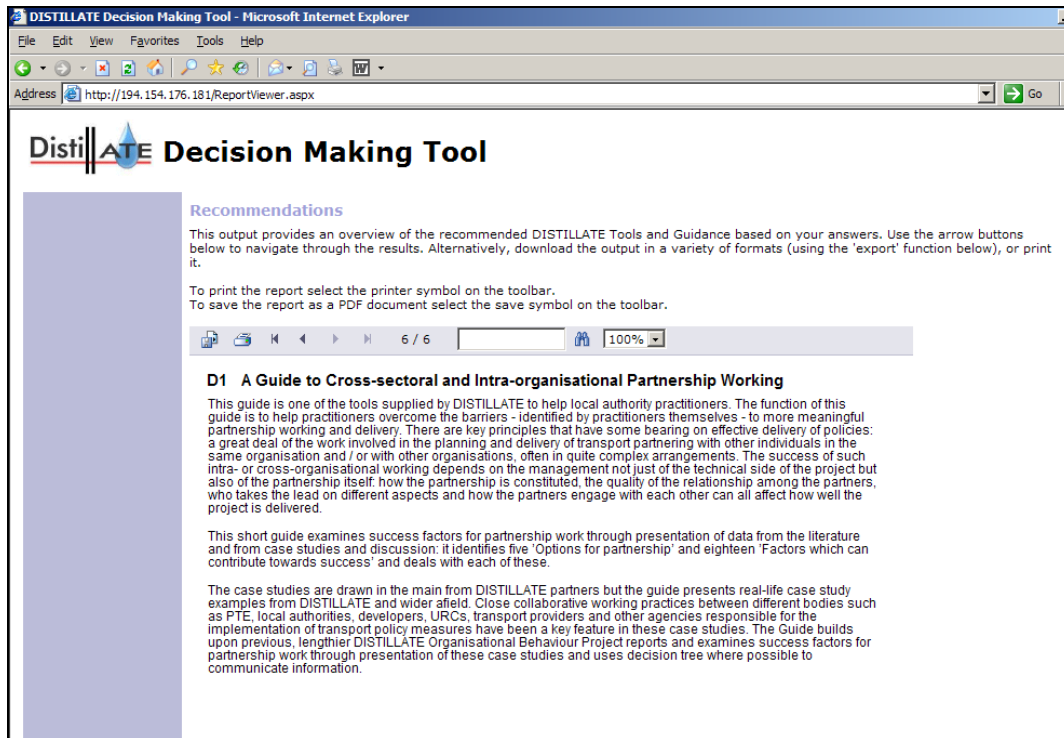 DISTILLATE Decision Making Tool - Microsoft Internet Explorer
File Edit View Favorites Tools Help
Address http://194.154.176.181/ReportViewer.aspx Go
DistillATE Decision Making Tool
Recommendations
This output provides an overview of the recommended DISTILLATE Tools and Guidance based on your answers. Use the arrow buttons
below to navigate through the results. Alternatively, download the output in a variety of formats (using the 'export' function below), or print
it.
To print the report select the printer symbol on the toolbar.
To save the report as a PDF document select the save symbol on the toolbar.
6 / 6 100%
D1 A Guide to Cross-sectoral and Intra-organisational Partnership Working
This guide is one of the tools supplied by DISTILLATE to help local authority practitioners. The function of this
guide is to help practitioners overcome the barriers - identified by practitioners themselves - to more meaningful
partnership working and delivery. There are key principles that have some bearing on effective delivery of policies:
a great deal of the work involved in the planning and delivery of transport partnering with other individuals in the
same organisation and / or with other organisations, often in quite complex arrangements. The success of such
intra- or cross-organisational working depends on the management not just of the technical side of the project but
also of the partnership itself: how the partnership is constituted, the quality of the relationship among the partners,
who takes the lead on different aspects and how the partners engage with each other can all affect how well the
project is delivered.
This short guide examines success factors for partnership work through presentation of data from the literature
and from case studies and discussion: it identifies five 'Options for partnership' and eighteen 'Factors which can
contribute towards success' and deals with each of these.
The case studies are drawn in the main from DISTILLATE partners but the guide presents real-life case study
examples from DISTILLATE and wider afield. Close collaborative working practices between different bodies such
as PTE, local authorities, developers, URCs, transport providers and other agencies responsible for the
implementation of transport policy measures have been a key feature in these case studies. The Guide builds
upon previous, lengthier DISTILLATE Organisational Behaviour Project reports and examines success factors for
partnership work through presentation of these case studies and uses decision tree where possible to
communicate information.